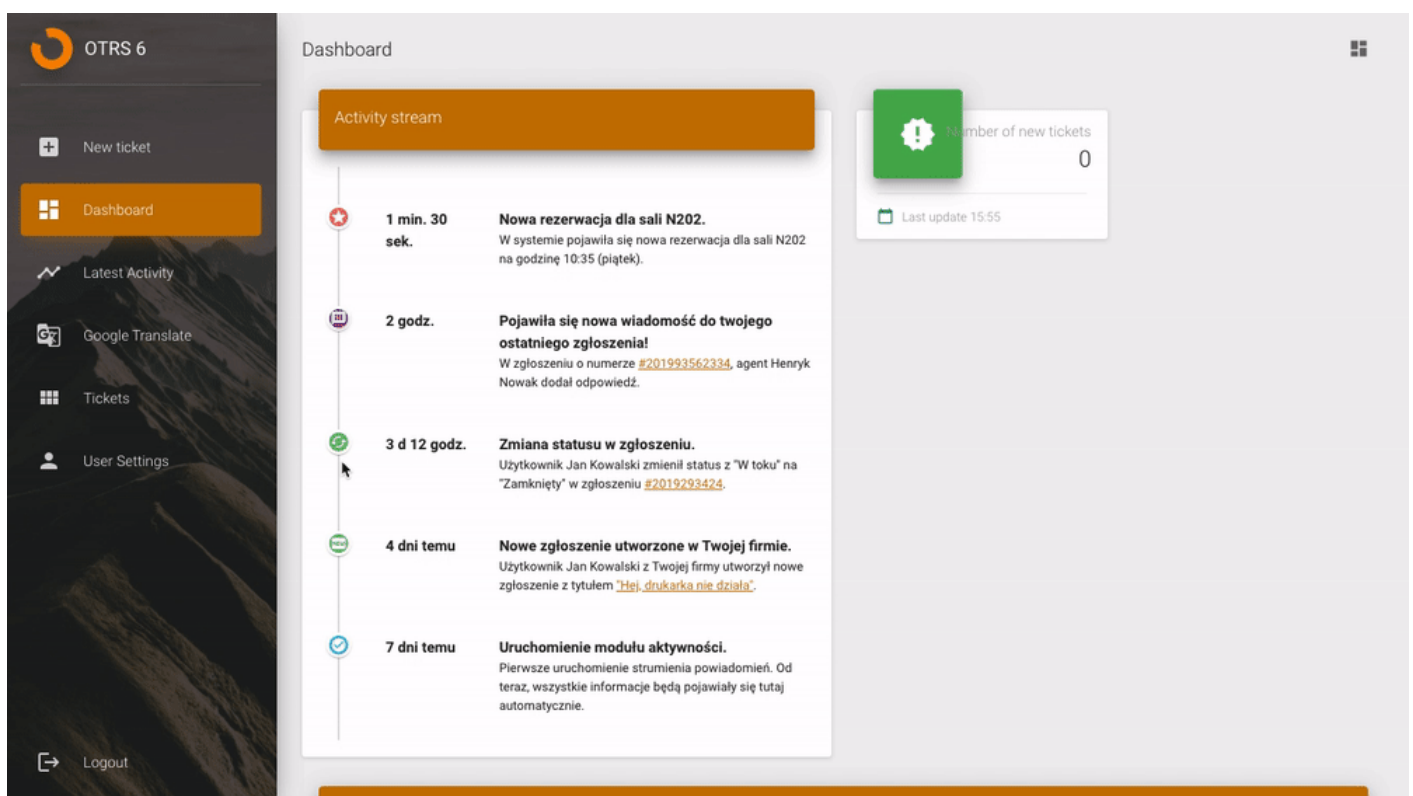 OTRS 6
New ticket
Dashboard
Latest Activity
Google Translate
Tickets
User Settings
Logout
Dashboard
Activity stream
1 min. 30
sek.
Nowa rezerwacja dla sali N202.
W systemie pojawiła się nowa rezerwacja dla sali N202
na godzinę 10:35 (piątek).
2 godz.
Pojawiła się nowa wiadomość do twojego
ostatniego zgłoszenia!
W zgłoszeniu o numerze #201993562334, agent Henryk
Nowak dodał odpowiedź.
3 d 12 godz.
Zmiana statusu w zgłoszeniu.
Użytkownik Jan Kowalski zmienił status z "W toku" na
"Zamknięty" w zgłoszeniu #2019293424.
4 dni temu
Nowe zgłoszenie utworzone w Twojej firmie.
Użytkownik Jan Kowalski z Twojej firmy utworzył nowe
zgłoszenie z tytułem "Hej, drukarka nie działa".
7 dni temu
Uruchomienie modułu aktywności.
Pierwsze uruchomienie strumienia powiadomień. Od
teraz, wszystkie informacje będą pojawiały się tutaj
automatycznie.
Number of new tickets
0
Last update 15:55